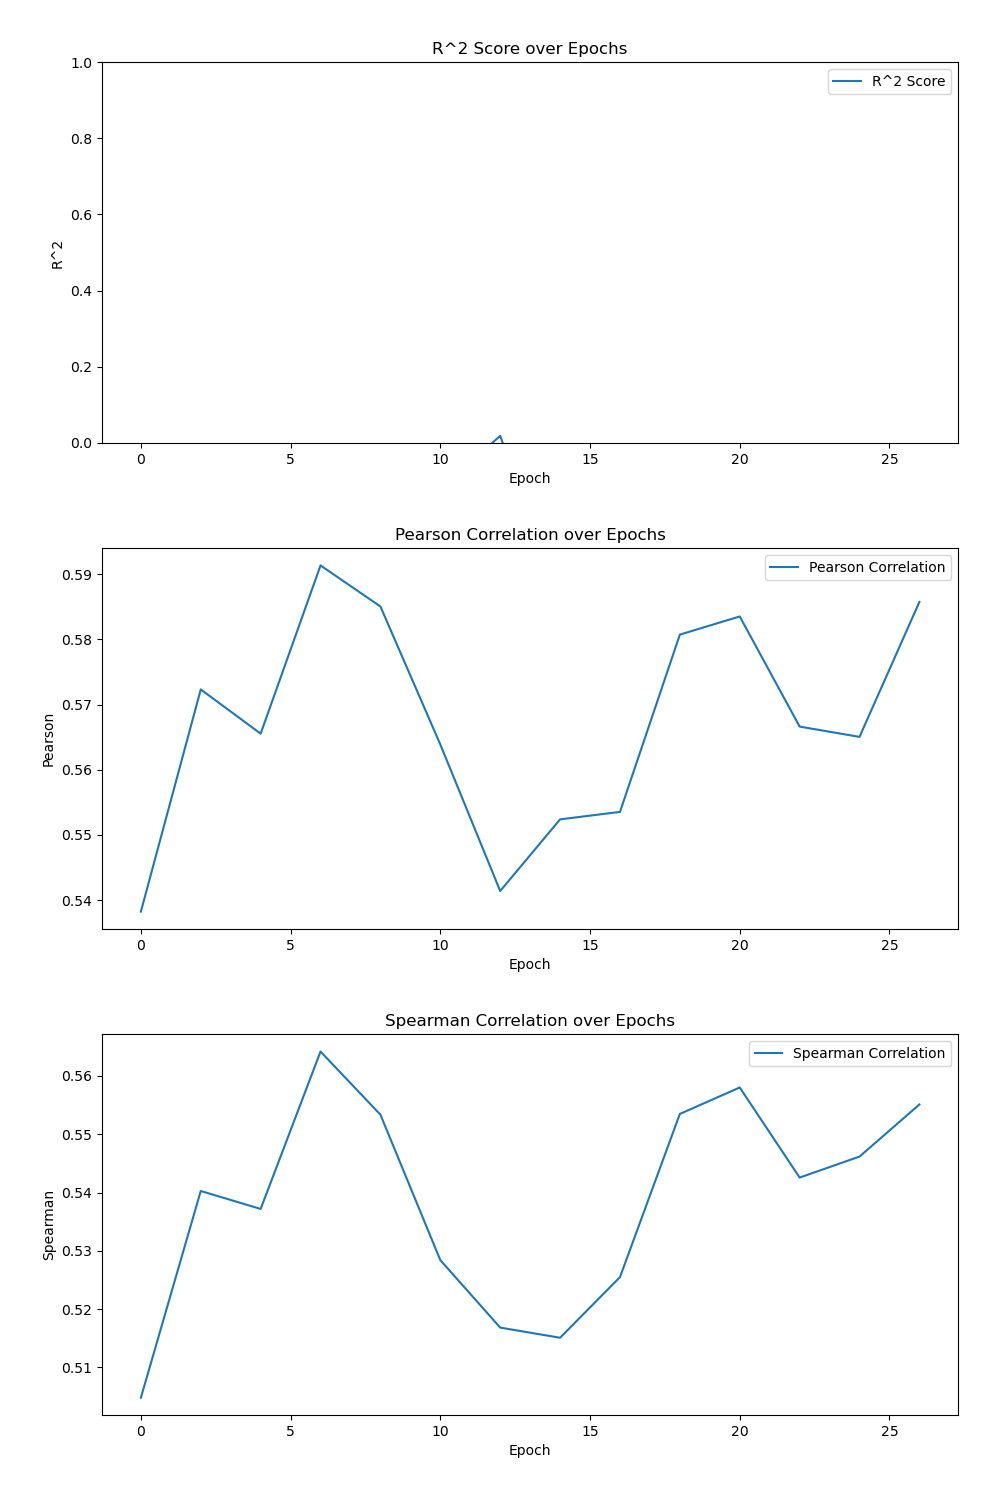 R^2 Score over Epochs
1.0
R^2 Score
0.8
0.6
R^2
0.4
0.2
0.0
0 5 10 15 20 25
Epoch
Pearson Correlation over Epochs
Pearson Correlation
0.59
0.58
0.57
Pearson
0.56
0.55
0.54
0 5 10 15 20 25
Epoch
Spearman Correlation over Epochs
Spearman Correlation
0.56
0.55
0.54
Spearman
0.53
0.52
0.51
0 5 10 15 20 25
Epoch